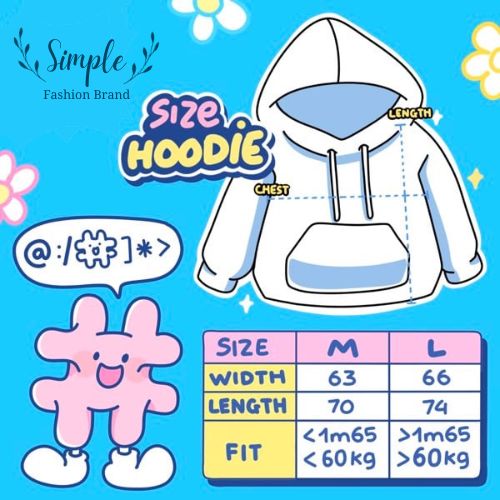 Simple
Fashion Brand
SIZE
HOODIE
LENGTH
CHEST
@:/#]*>
SIZE M L
WIDTH 63 66
LENGTH 70 74
FIT <1m65 >1m65
<60kg >60kg